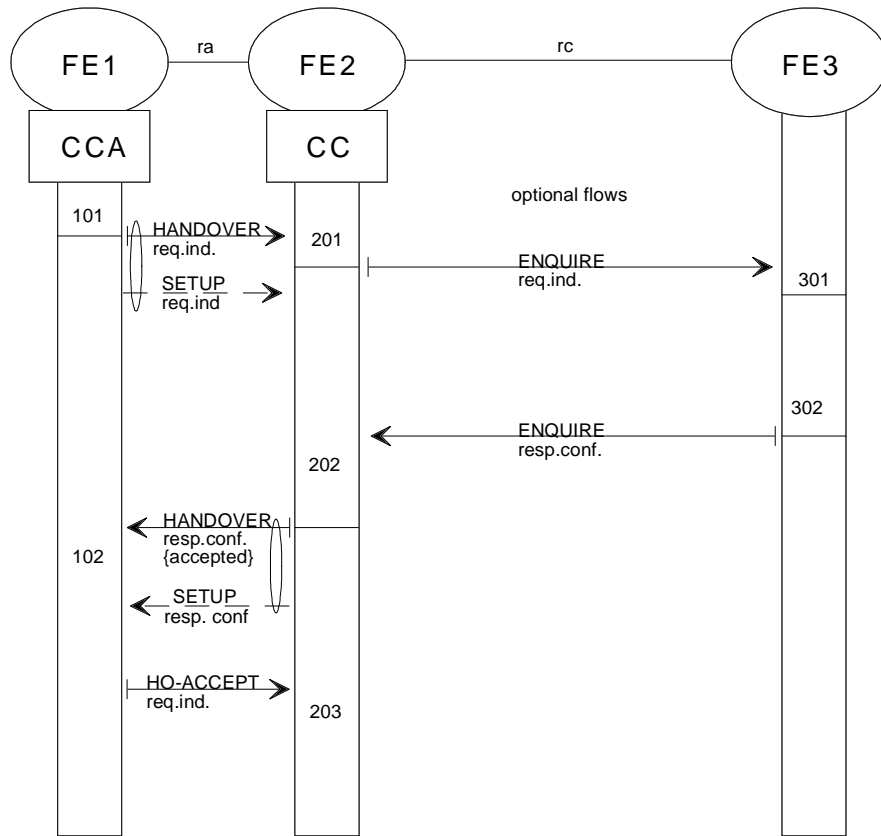 ra
rc
FE1
FE2
FE3
CCA
CC
optional flows
101
HANDOVER
req.ind.
201
ENQUIRE
req.ind.
301
SETUP
req.ind
302
ENQUIRE
resp.conf.
202
HANDOVER
resp.conf.
{accepted}
102
SETUP
resp. conf
HO-ACCEPT
req.ind.
203